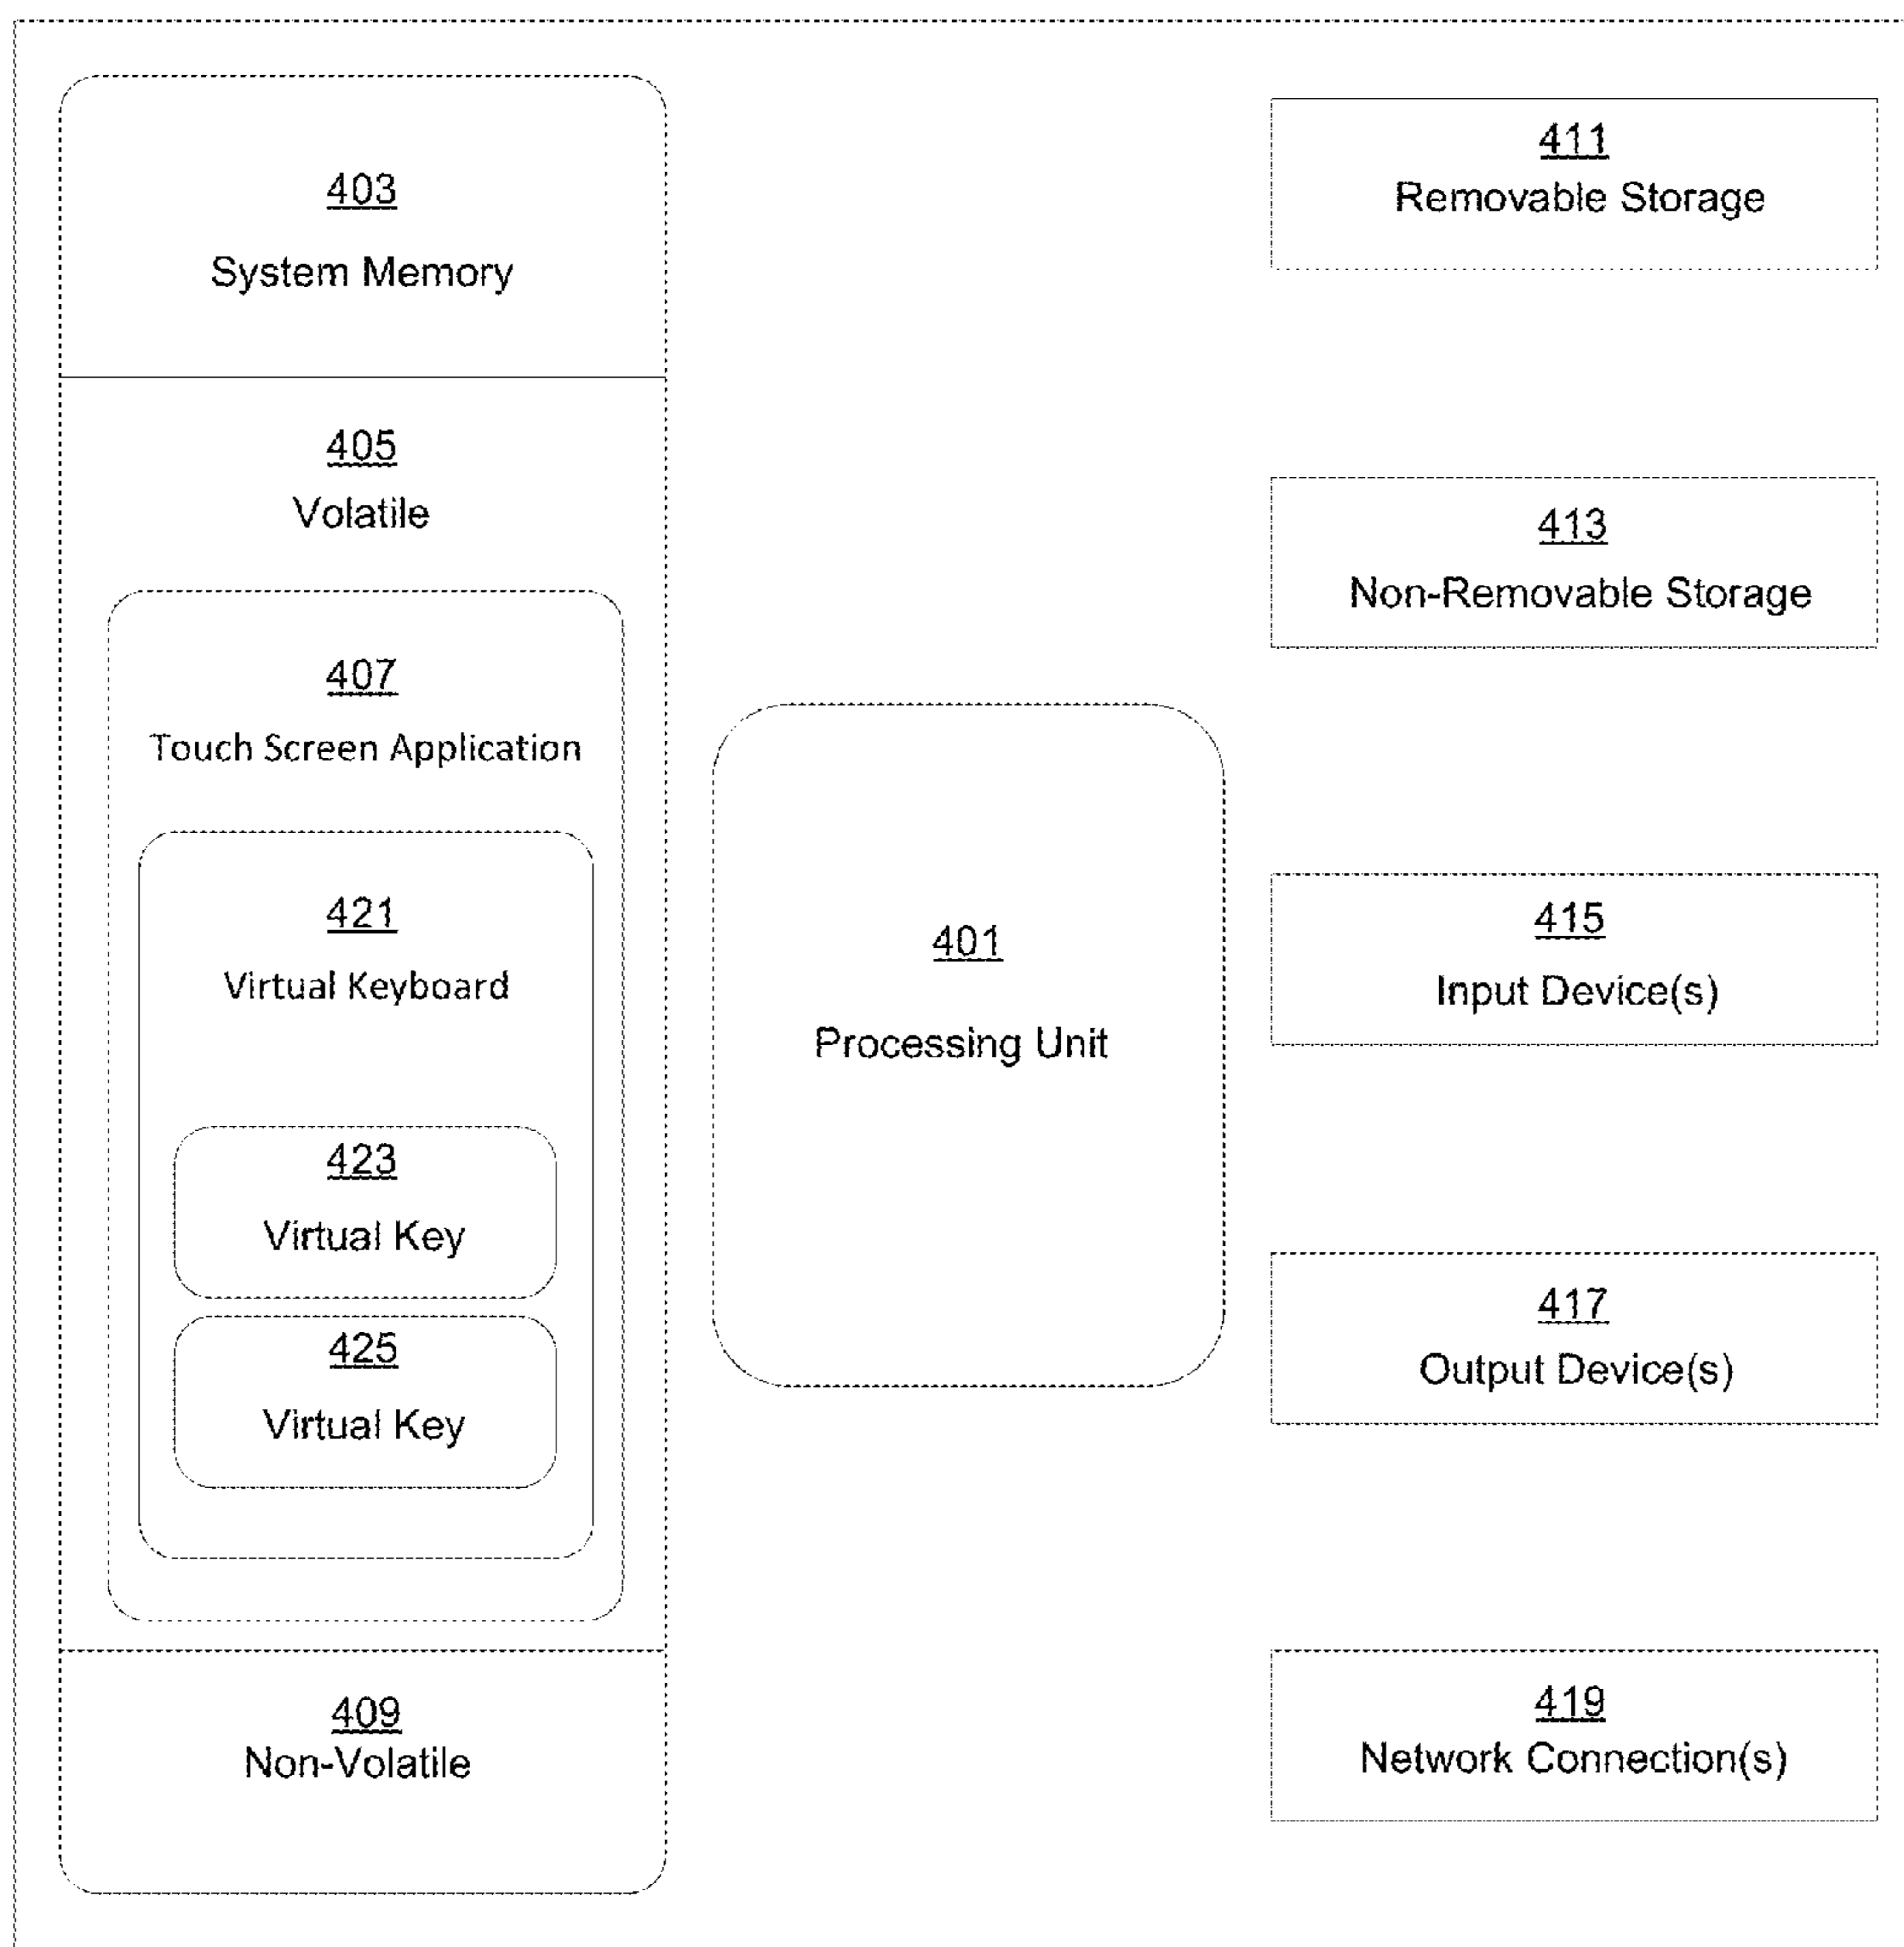 403
System Memory
405
Volatile
407
Touch Screen Application
421
Virtual Keyboard
423
Virtual Key
425
Virtual Key
409
Non-Volatile
401
Processing Unit
411
Removable Storage
413
Non-Removable Storage
415
Input Device(s)
417
Output Device(s)
419
Network Connection(s)